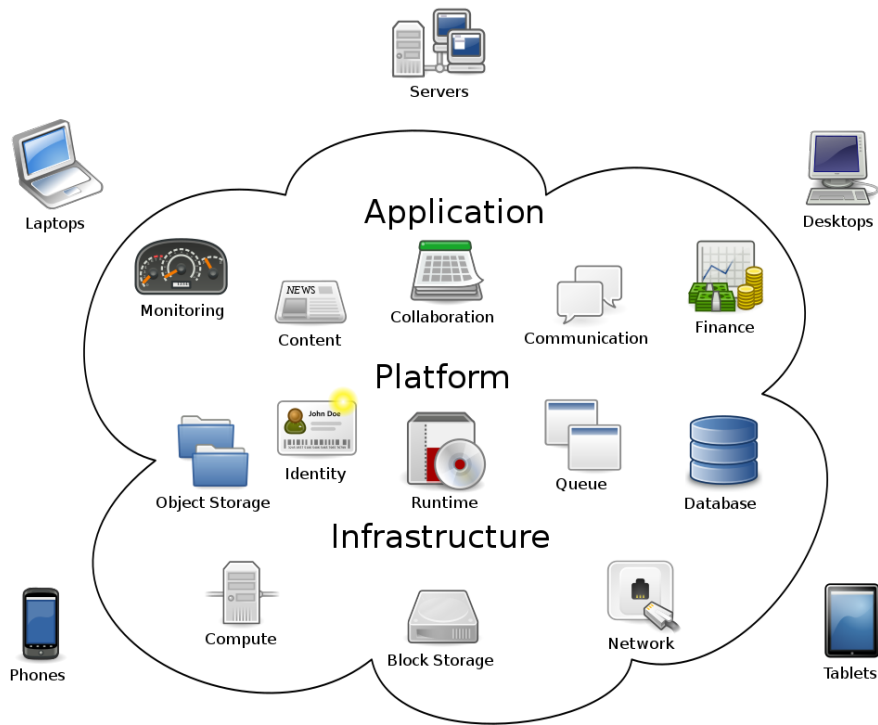 Servers
Laptops
Desktops
Application
Monitoring
NEWS
Content
Collaboration
Communication
Finance
Platform
Object Storage
John Doe
Identity
Runtime
Queue
Database
Infrastructure
Compute
Block Storage
Network
Phones
Tablets